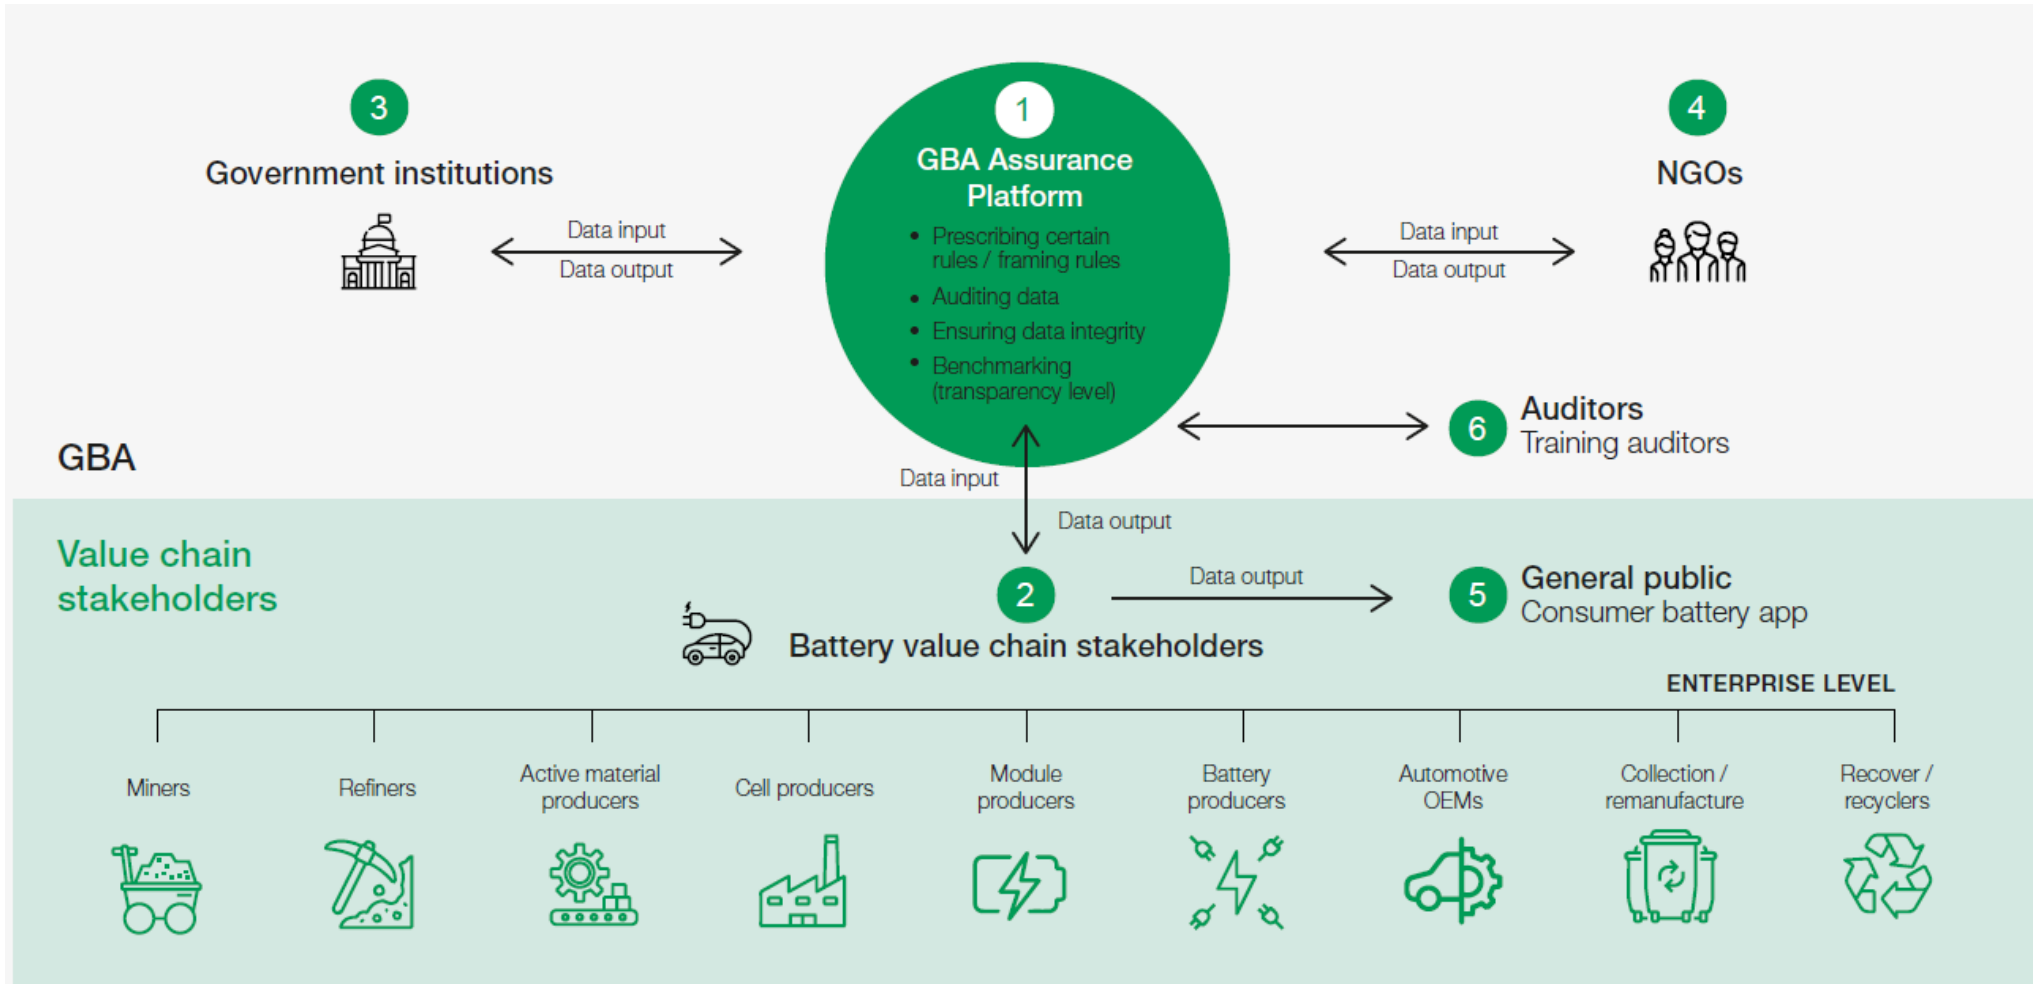 3
Government institutions
Data input
Data output
1
GBA Assurance
Platform
• Prescribing certain
rules / framing rules
• Auditing data
• Ensuring data integrity
• Benchmarking
(transparency level)
4
NGOs
Data input
Data output
6
Auditors
Training auditors
GBA
Data input
Data output
Value chain
stakeholders
2
Battery value chain stakeholders
Data output
5
General public
Consumer battery app
ENTERPRISE LEVEL
Miners
Refiners
Active material
producers
Cell producers
Module
producers
Battery
producers
Automotive
OEMs
Collection /
remanufacture
Recover /
recyclers